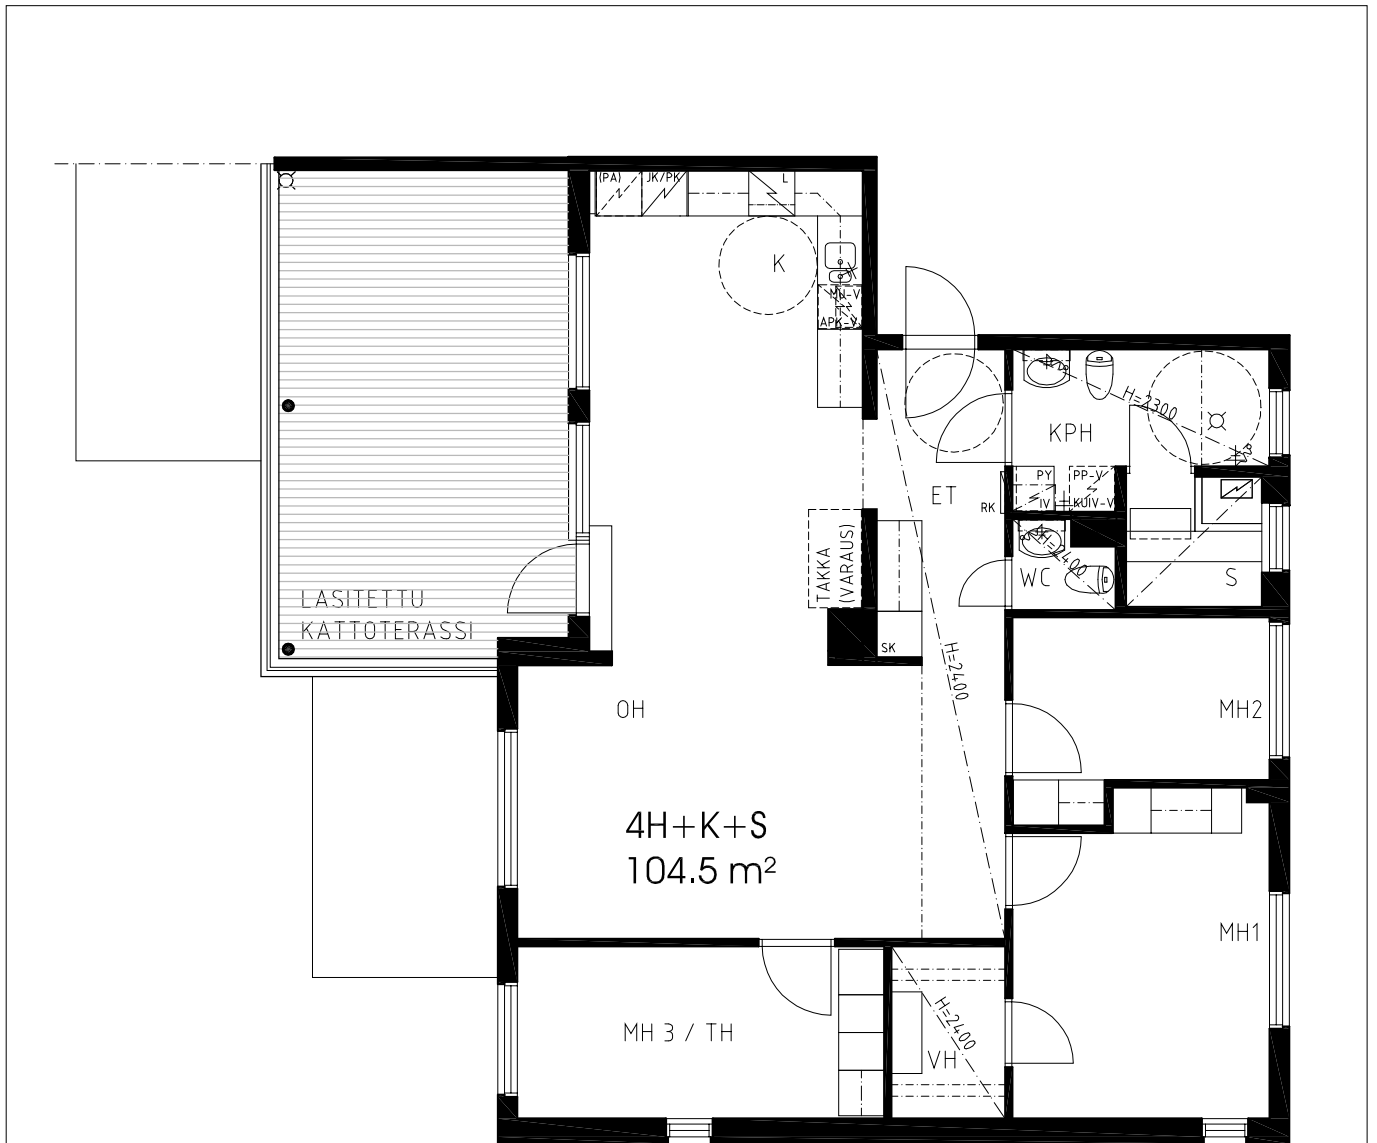 (PA) JK/PK L
K
MU-V
APK-V
H=2300
KPH
ET
PY PP-V
RK IV KUIV-V
TAKKA
(VARAUS)
H=2400
WC S
LASITETTU
KATTOTERASSI
SK
H=2400
OH MH2
4H+K+S
104.5 m²
MH1
H=2400
MH 3 / TH
VH